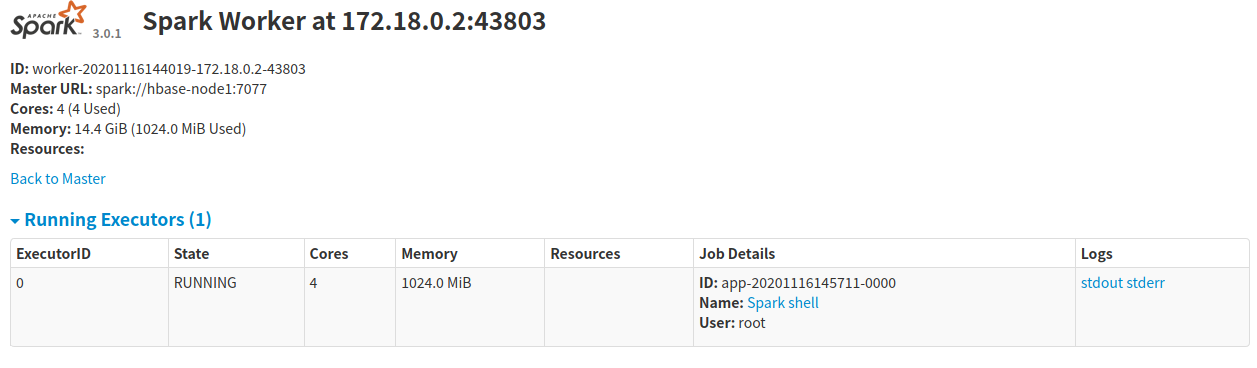 APACHE
Spark 3.0.1 Spark Worker at 172.18.0.2:43803
ID: worker-20201116144019-172.18.0.2-43803
Master URL: spark://hbase-node1:7077
Cores: 4 (4 Used)
Memory: 14.4 GiB (1024.0 MiB Used)
Resources:
Back to Master
Running Executors (1)
ExecutorID State Cores Memory Resources Job Details Logs
0 RUNNING 4 1024.0 MiB ID: app-20201116145711-0000 stdout stderr
Name: Spark shell
User: root